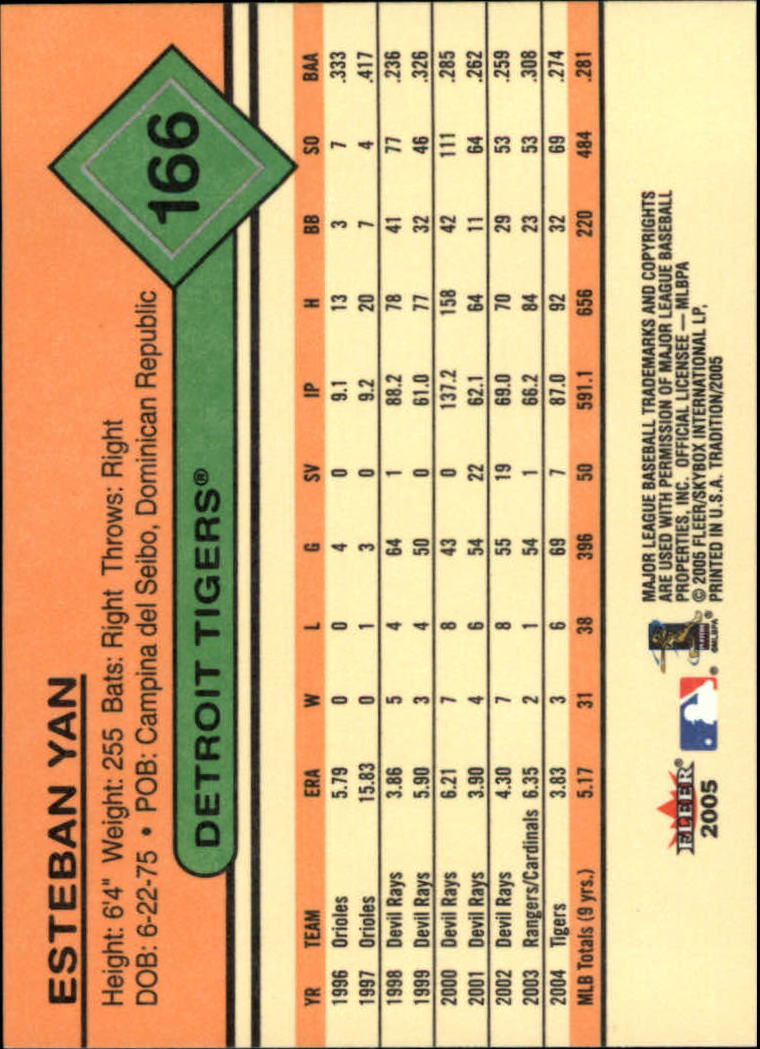 ESTEBAN YAN
Height: 6'4" Weight: 255 Bats: Right Throws: Right
DOB: 6-22-75 • POB: Campina del Seibo, Dominican Republic
166
DETROIT TIGERS®
YR TEAM ERA W L G SV IP H BB SO BAA
1996 Orioles 5.79 0 0 4 0 9.1 13 3 7 .333
1997 Orioles 15.83 0 1 3 0 9.2 20 7 4 .417
1998 Devil Rays 3.86 5 4 64 1 88.2 78 41 77 .236
1999 Devil Rays 5.90 3 4 50 0 61.0 77 32 46 .326
2000 Devil Rays 6.21 7 8 43 0 137.2 158 42 111 .285
2001 Devil Rays 3.90 4 6 54 22 62.1 64 11 64 .262
2002 Devil Rays 4.30 7 8 55 19 69.0 70 29 53 .259
2003 Rangers/Cardinals 6.35 2 1 54 1 66.2 84 23 53 .308
2004 Tigers 3.83 3 6 69 7 87.0 92 32 69 .274
MLB Totals (9 yrs.) 5.17 31 38 396 50 591.1 656 220 484 .281
FLEER®
2005
®
©MLBPA
MAJOR LEAGUE BASEBALL TRADEMARKS AND COPYRIGHTS
ARE USED WITH PERMISSION OF MAJOR LEAGUE BASEBALL
PROPERTIES, INC. OFFICIAL LICENSEE — MLBPA
© 2005 FLEER/SKYBOX INTERNATIONAL LP,
PRINTED IN U.S.A. TRADITION/2005